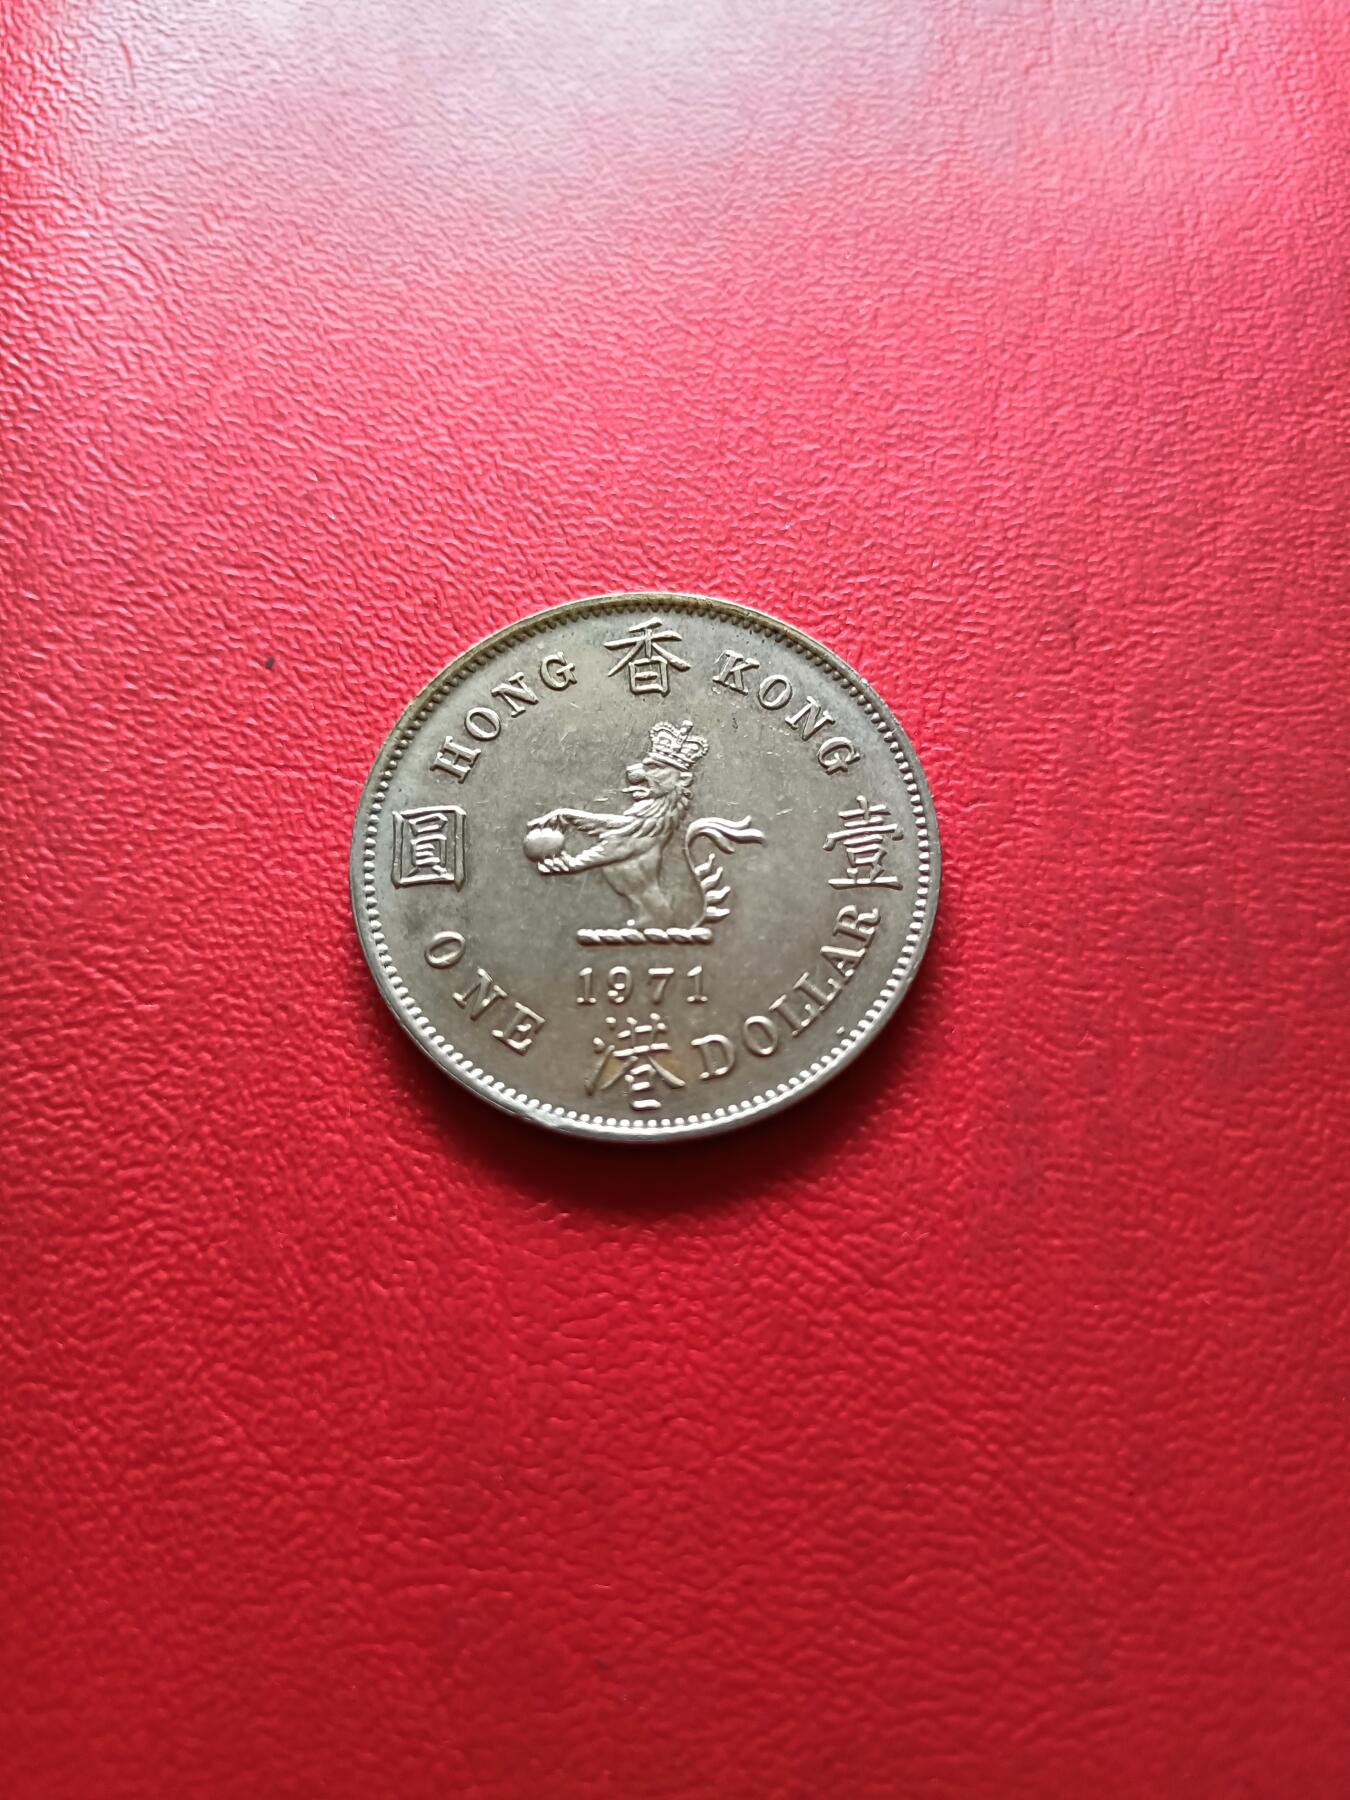 HONG 香 KONG
圓 壹
1971
ONE 港 DOLLAR